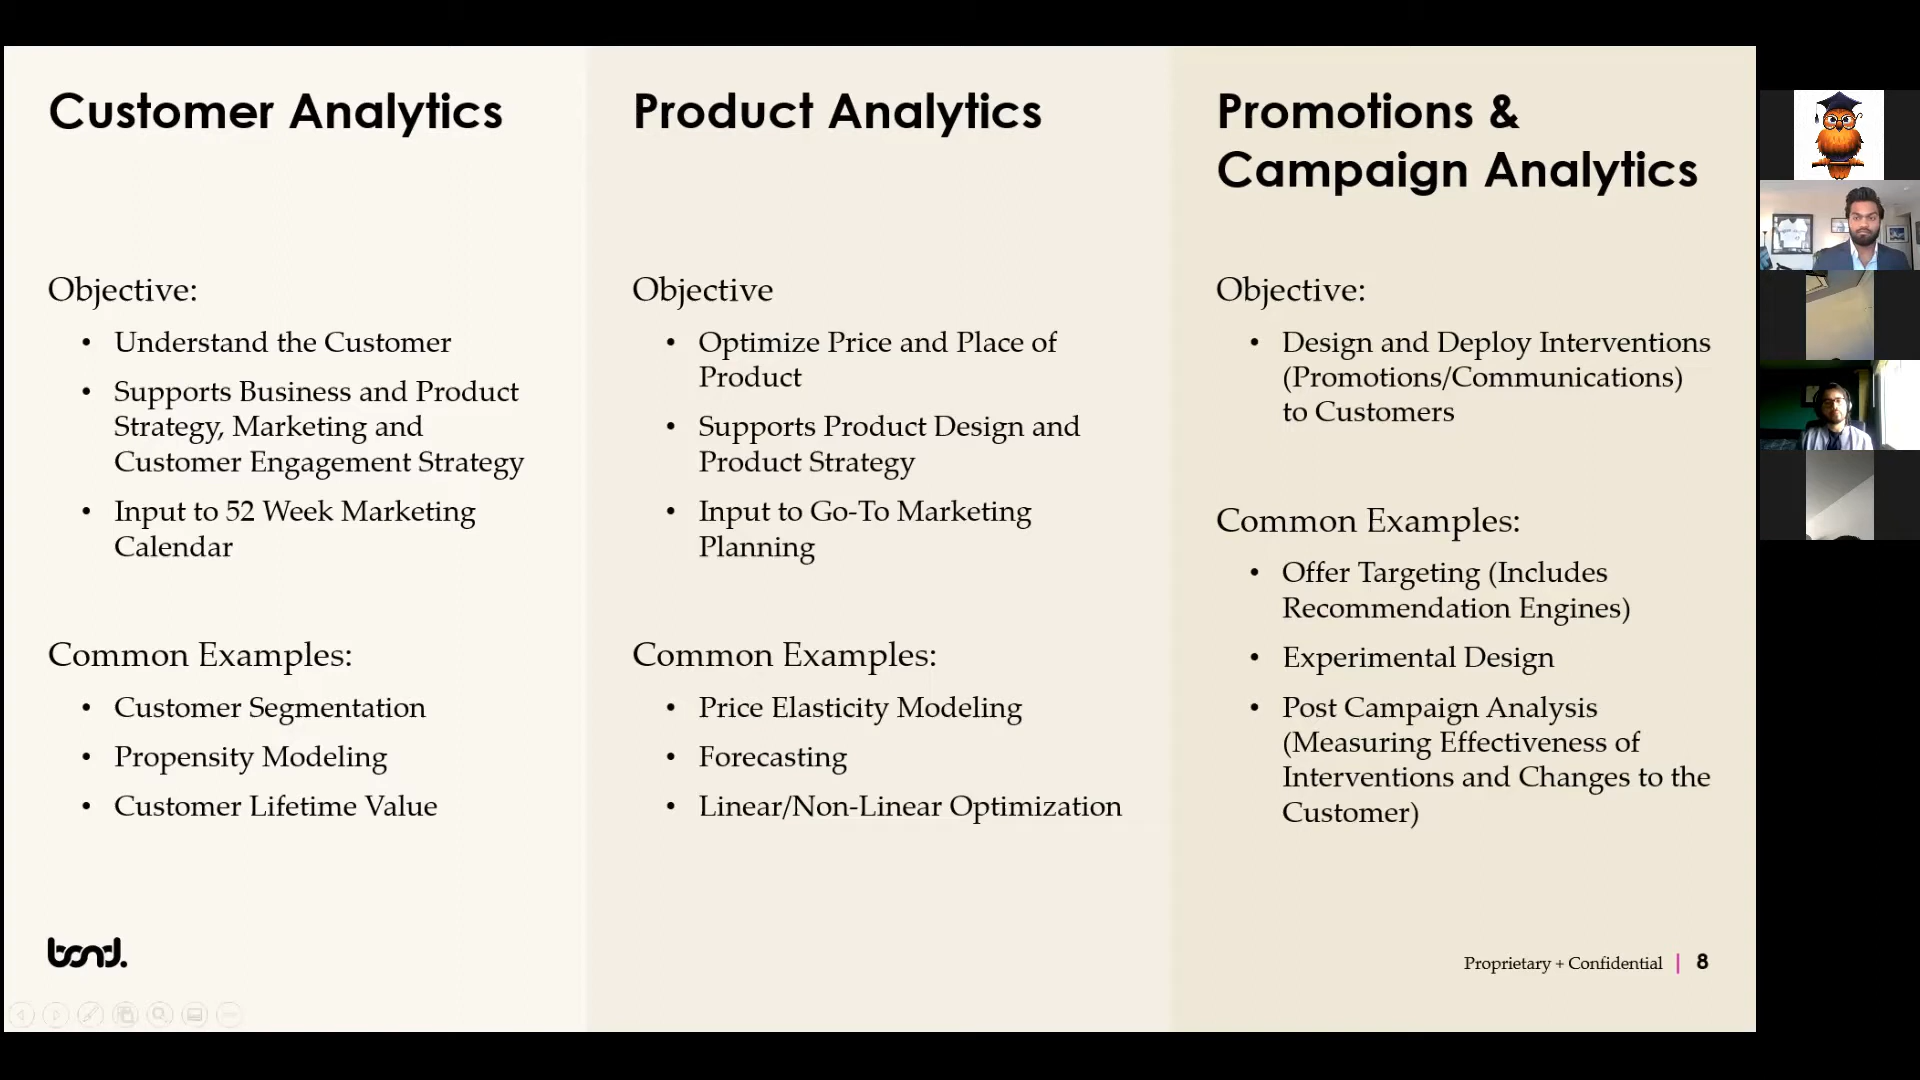 Customer Analytics
Objective:
• Understand the Customer
• Supports Business and Product
Strategy, Marketing and
Customer Engagement Strategy
• Input to 52 Week Marketing
Calendar
Common Examples:
• Customer Segmentation
• Propensity Modeling
• Customer Lifetime Value
Product Analytics
Objective
• Optimize Price and Place of
Product
• Supports Product Design and
Product Strategy
• Input to Go-To Marketing
Planning
Common Examples:
• Price Elasticity Modeling
• Forecasting
• Linear/Non-Linear Optimization
Promotions &
Campaign Analytics
Objective:
• Design and Deploy Interventions
(Promotions/Communications)
to Customers
Common Examples:
• Offer Targeting (Includes
Recommendation Engines)
• Experimental Design
• Post Campaign Analysis
(Measuring Effectiveness of
Interventions and Changes to the
Customer)
bond.
Proprietary + Confidential | 8